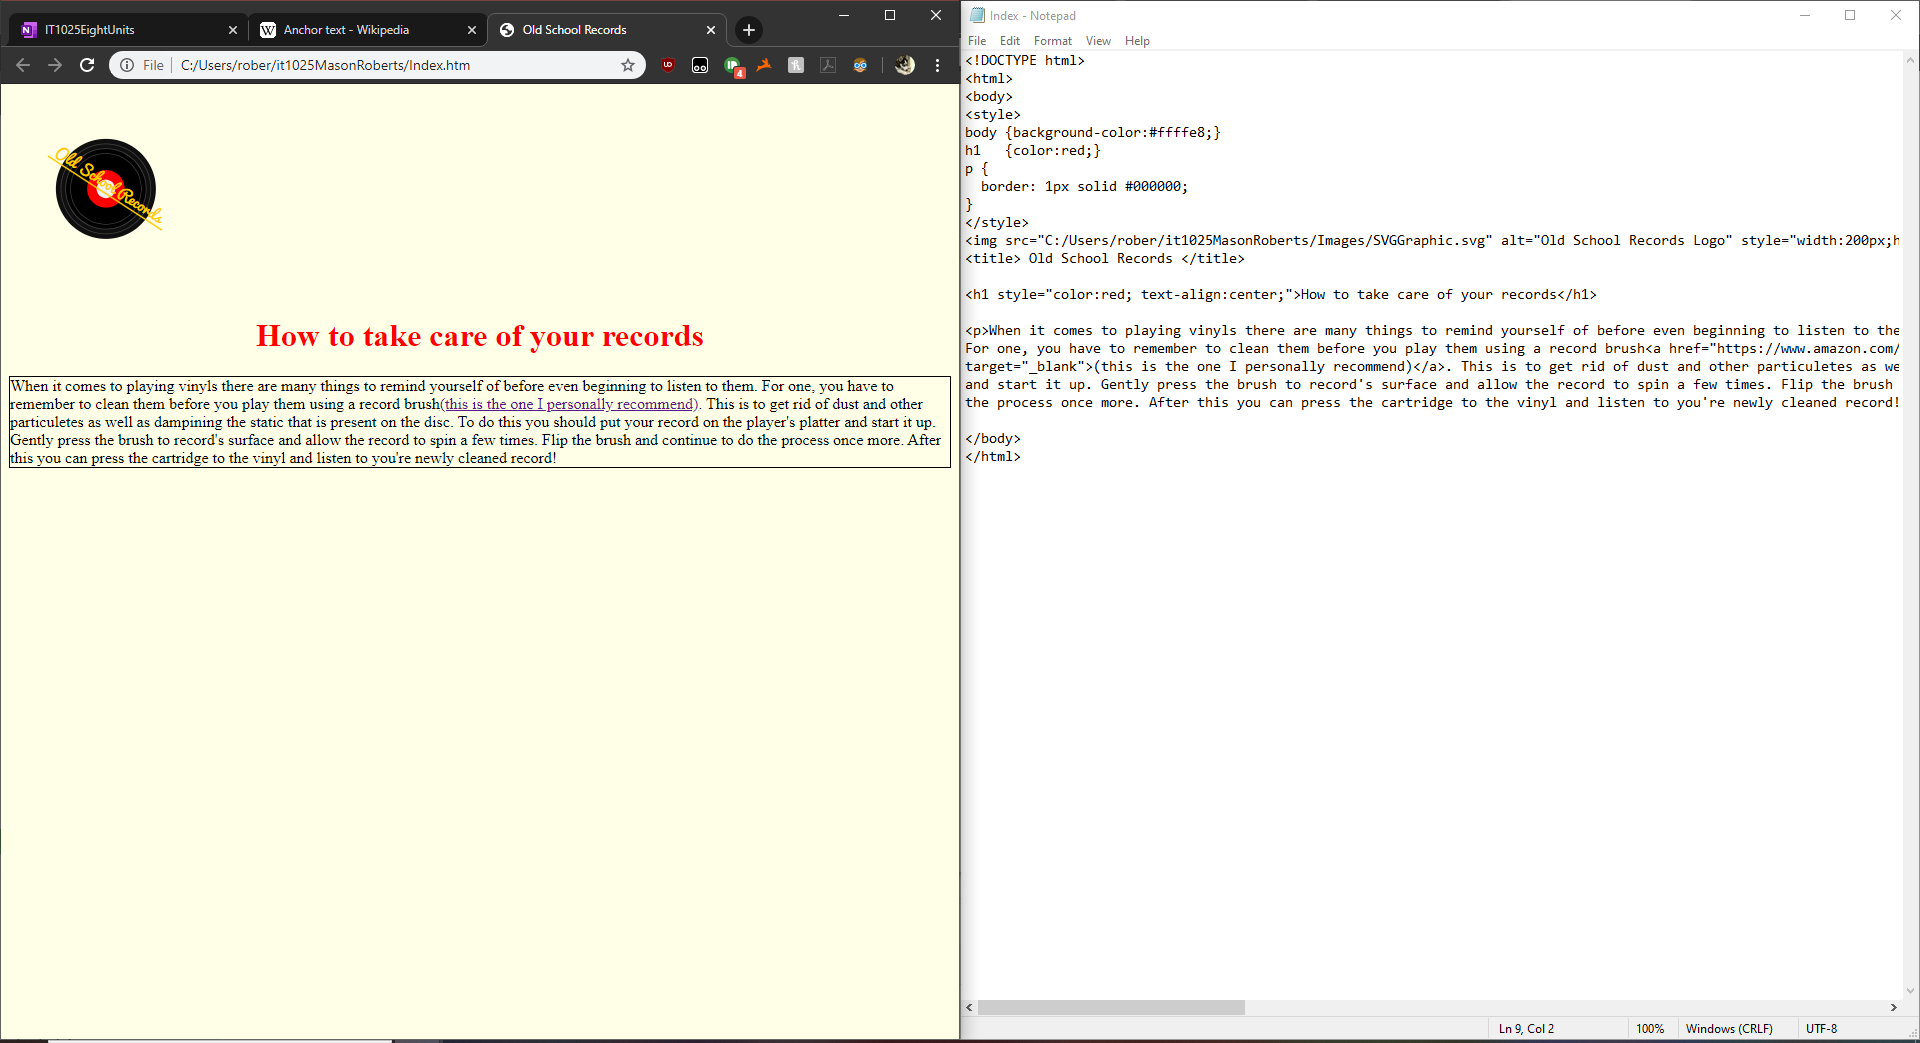 IT1025EightUnits
Anchor text - Wikipedia
Old School Records
File
C:/Users/rober/it1025MasonRoberts/Index.htm
4
Old School Records
How to take care of your records
When it comes to playing vinyls there are many things to remind yourself of before even beginning to listen to them. For one, you have to
remember to clean them before you play them using a record brush(this is the one I personally recommend). This is to get rid of dust and other
particuletes as well as dampining the static that is present on the disc. To do this you should put your record on the player's platter and start it up.
Gently press the brush to record's surface and allow the record to spin a few times. Flip the brush and continue to do the process once more. After
this you can press the cartridge to the vinyl and listen to you're newly cleaned record!
Index - Notepad
File Edit Format View Help
<!DOCTYPE html>
<html>
<body>
<style>
body {background-color:#ffffe8;}
h1   {color:red;}
p {
  border: 1px solid #000000;
}
</style>
<img src="C:/Users/rober/it1025MasonRoberts/Images/SVGGraphic.svg" alt="Old School Records Logo" style="width:200px;h
<title> Old School Records </title>
<h1 style="color:red; text-align:center;">How to take care of your records</h1>
<p>When it comes to playing vinyls there are many things to remind yourself of before even beginning to listen to the
For one, you have to remember to clean them before you play them using a record brush<a href="https://www.amazon.com/
target="_blank">(this is the one I personally recommend)</a>. This is to get rid of dust and other particuletes as we
and start it up. Gently press the brush to record's surface and allow the record to spin a few times. Flip the brush
the process once more. After this you can press the cartridge to the vinyl and listen to you're newly cleaned record!
</body>
</html>
Ln 9, Col 2
100%
Windows (CRLF)
UTF-8